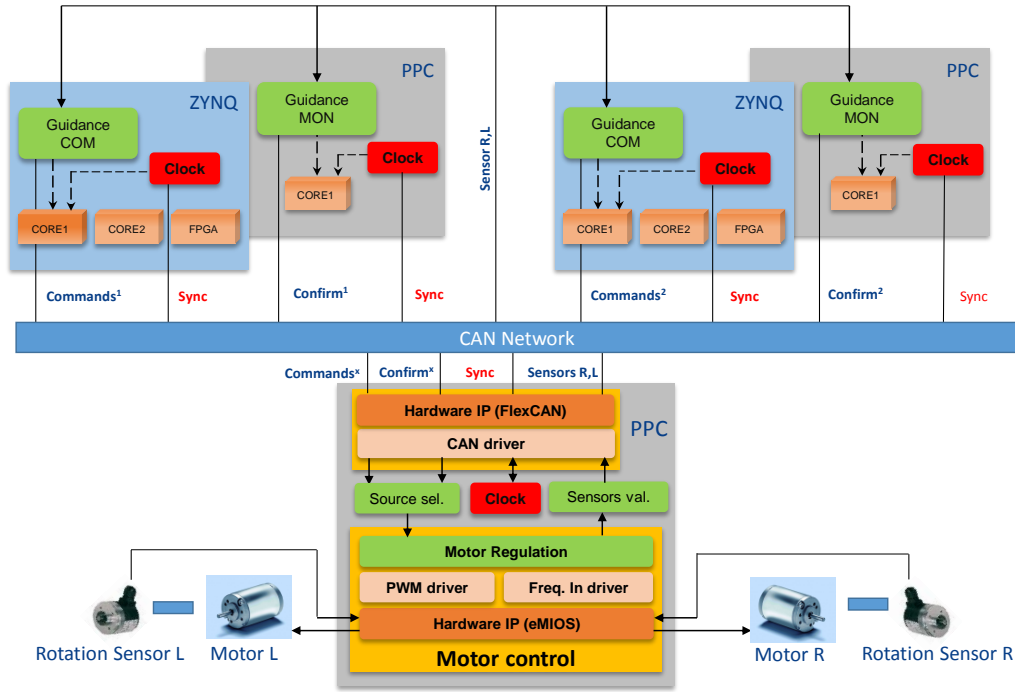 PPC
PPC
ZYNQ
ZYNQ
Guidance
COM
Guidance
MON
Guidance
COM
Guidance
MON
Sensor R,L
Clock
Clock
Clock
Clock
CORE1
CORE1
CORE1
CORE2
FPGA
CORE1
CORE2
FPGA
Commands¹
Sync
Confirm¹
Sync
Commands²
Sync
Confirm²
Sync
CAN Network
Commandsˣ
Confirmˣ
Sync
Sensors R,L
Hardware IP (FlexCAN)
PPC
CAN driver
Source sel.
Clock
Sensors val.
Motor Regulation
PWM driver
Freq. In driver
Hardware IP (eMIOS)
Motor control
Rotation Sensor L
Motor L
Motor R
Rotation Sensor R